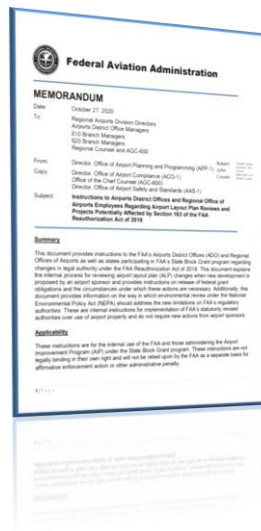 Federal Aviation Administration
MEMORANDUM
Date: October 27, 2020
To: Regional Airports Division Directors
Airports District Office Managers
610 Branch Managers
620 Branch Managers
Regional Counsel and AGC-600
From: Director, Office of Airport Planning and Programming (APP-1)
Copy: Director, Office of Airport Compliance (ACO-1)
Office of the Chief Counsel (AGC-600)
Director, Office of Airport Safety and Standards (AAS-1)
Subject: Instructions to Airports District Offices and Regional Office of
Airports Employees Regarding Airport Layout Plan Reviews and
Projects Potentially Affected by Section 163 of the FAA
Reauthorization Act of 2018
Summary
This document provides instructions to the FAA's Airports District Offices (ADO) and Regional
Offices of Airports as well as states participating in FAA's State Block Grant program regarding
changes in legal authority under the FAA Reauthorization Act of 2018. This document explains
the internal process for reviewing airport layout plan (ALP) changes when new development is
proposed by an airport sponsor and provides instructions on release of federal grant
obligations and the circumstances under which these actions are necessary. Additionally, this
document provides information on the way in which environmental review under the National
Environmental Policy Act (NEPA) should address the new limitations on FAA's regulatory
authorities. These are internal instructions for implementation of FAA's statutorily revised
authorities over use of airport property and do not require new actions from airport sponsors.
Applicability
These instructions are for the internal use of the FAA and those administering the Airport
Improvement Program (AIP) under the State Block Grant program. These instructions are not
legally binding in their own right and will not be relied upon by the FAA as a separate basis for
affirmative enforcement action or other administrative penalty.